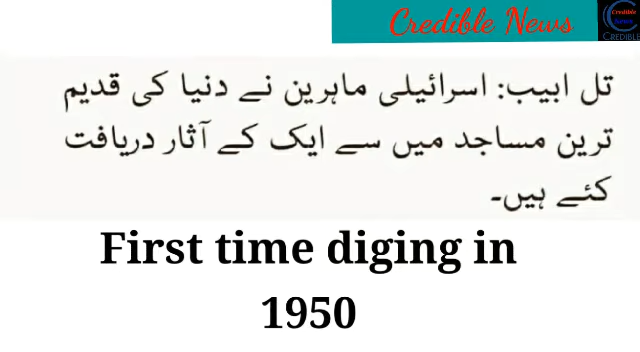 Credible News
Credible
News
CREDIBLE
تل ابیب: اسرائیلی ماہرین نے دنیا کی قدیم
ترین مساجد میں سے ایک کے آثار دریافت
کئے ہیں۔
First time diging in
1950